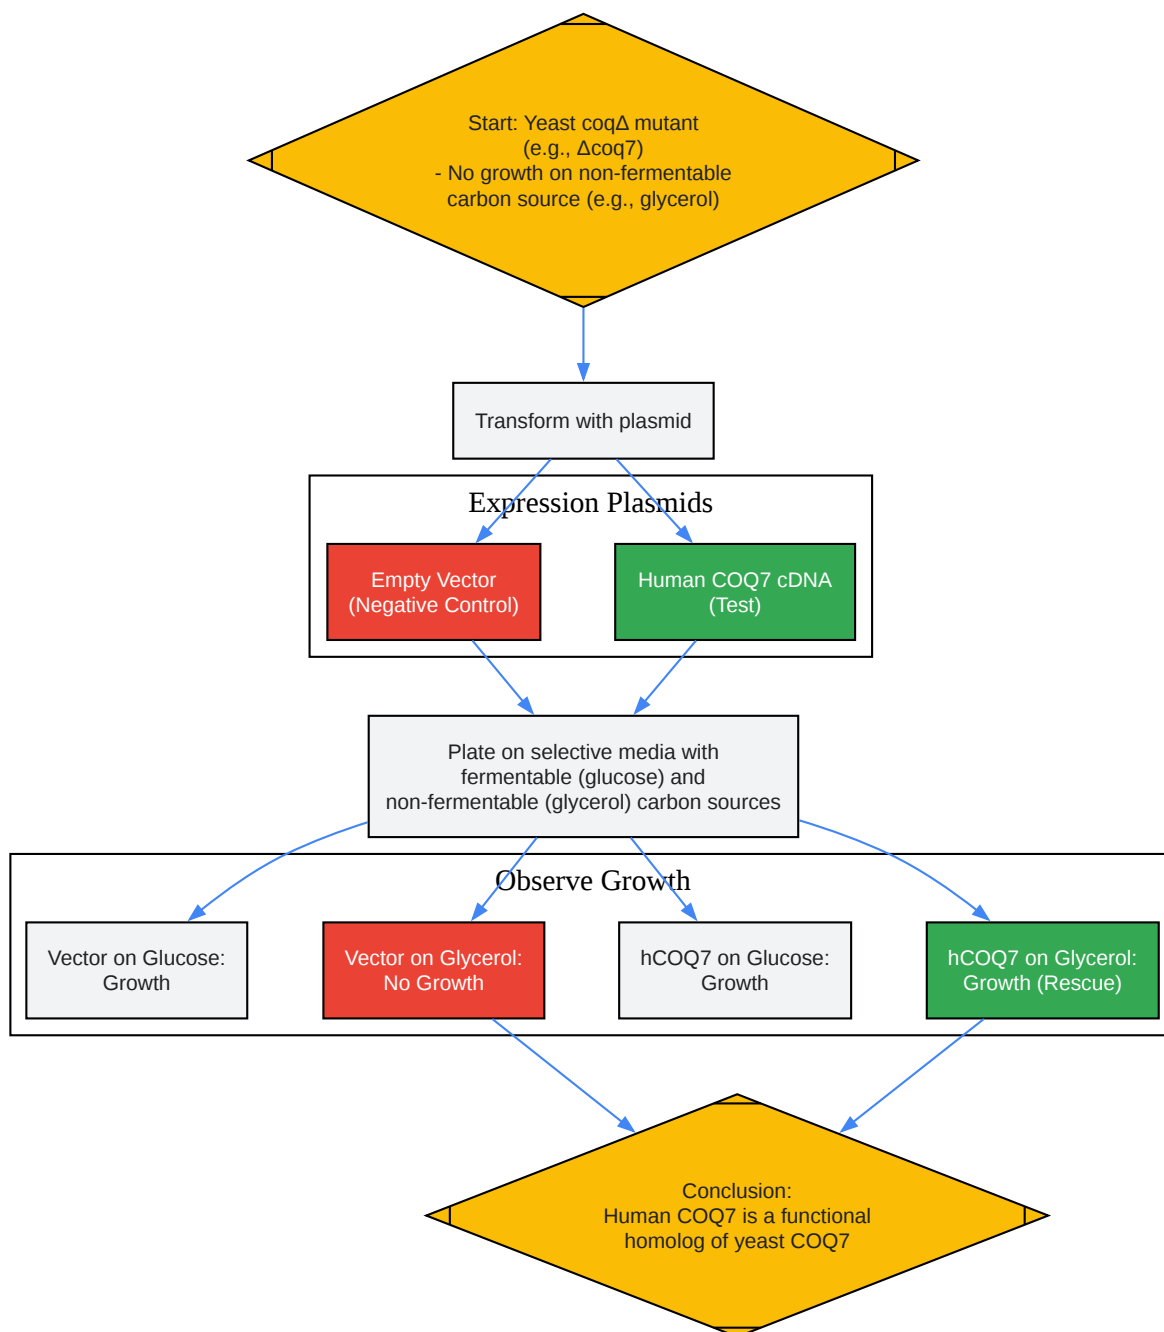 Start: Yeast coqΔ mutant
(e.g., Δcoq7)
- No growth on non-fermentable
carbon source (e.g., glycerol)
Transform with plasmid
Expression Plasmids
Empty Vector
(Negative Control)
Human COQ7 cDNA
(Test)
Plate on selective media with
fermentable (glucose) and
non-fermentable (glycerol) carbon sources
Observe Growth
Vector on Glucose:
Growth
Vector on Glycerol:
No Growth
hCOQ7 on Glucose:
Growth
hCOQ7 on Glycerol:
Growth (Rescue)
Conclusion:
Human COQ7 is a functional
homolog of yeast COQ7